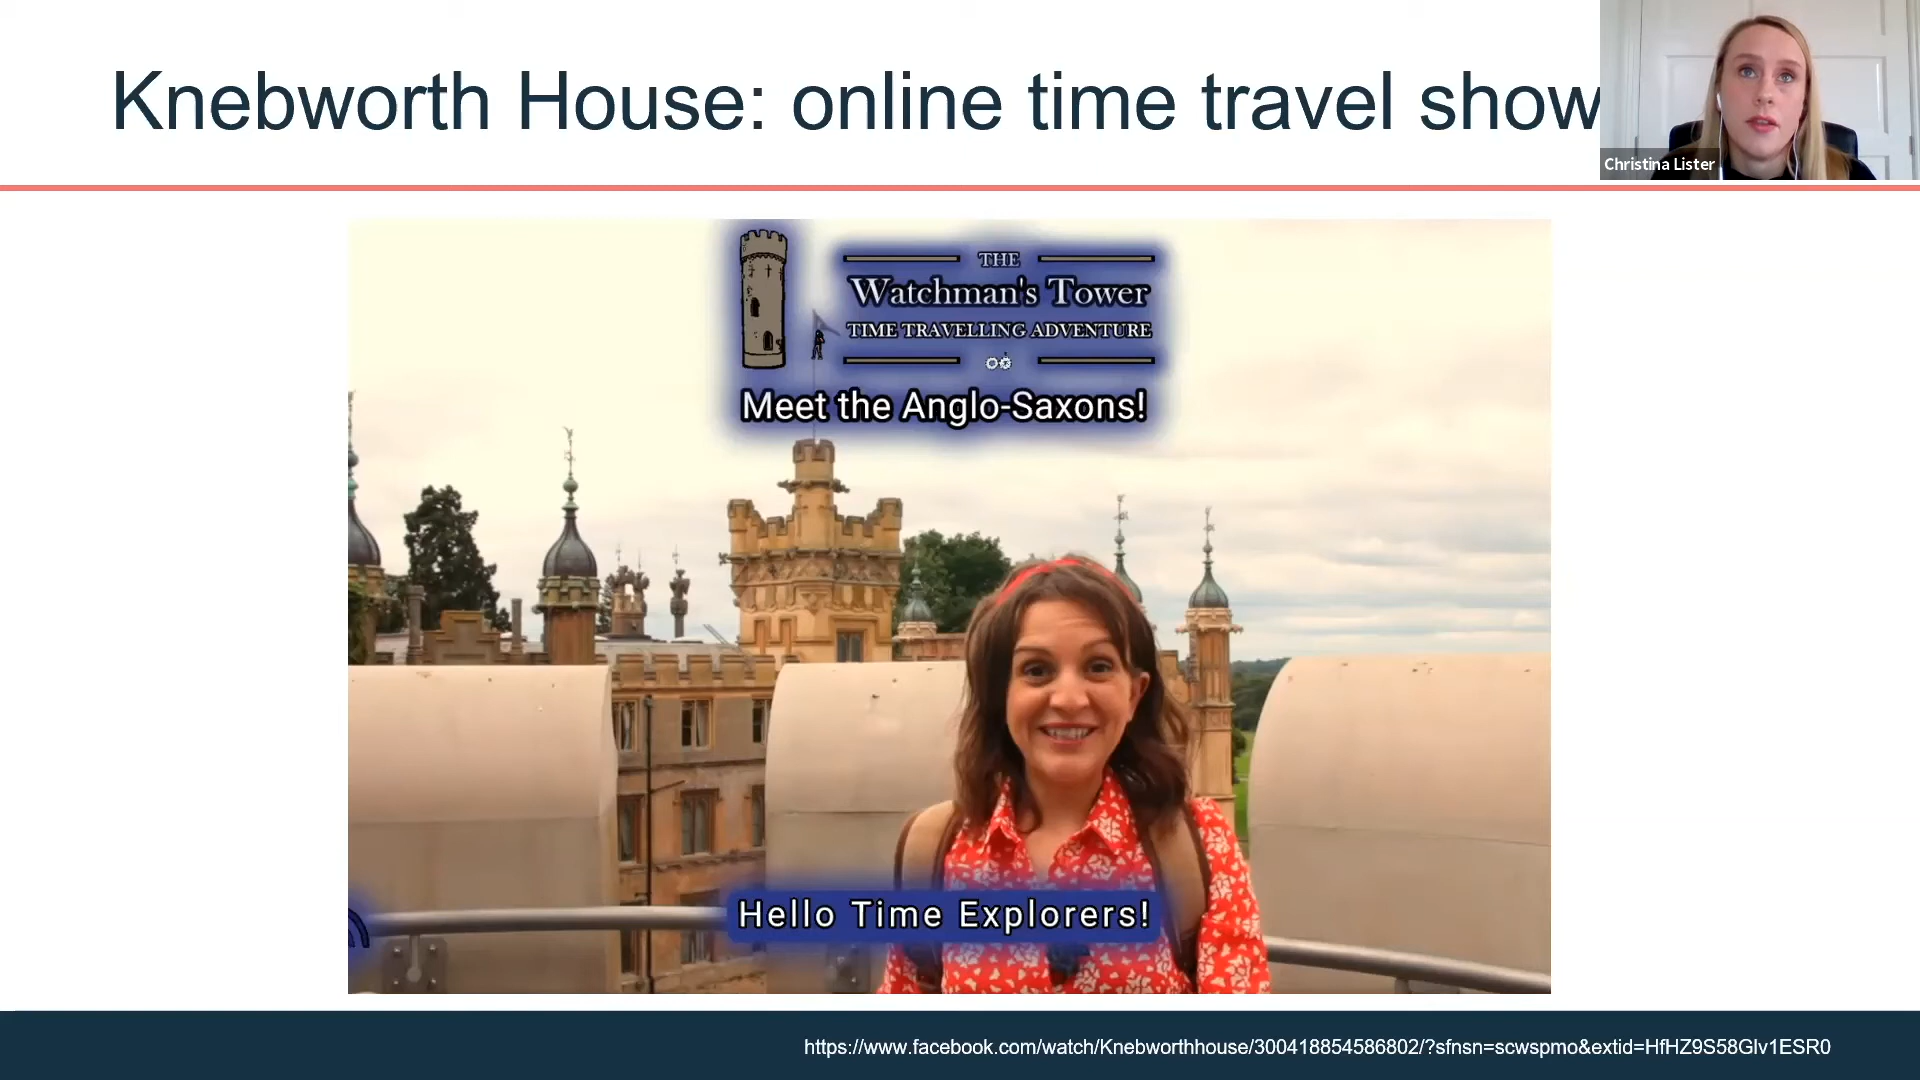 Knebworth House: online time travel show
Christina Lister
THE
Watchman's Tower
TIME TRAVELLING ADVENTURE
Meet the Anglo-Saxons!
Hello Time Explorers!
https://www.facebook.com/watch/Knebworthhouse/300418854586802/?sfnsn=scwspmo&extid=HfHZ9S58Glv1ESR0